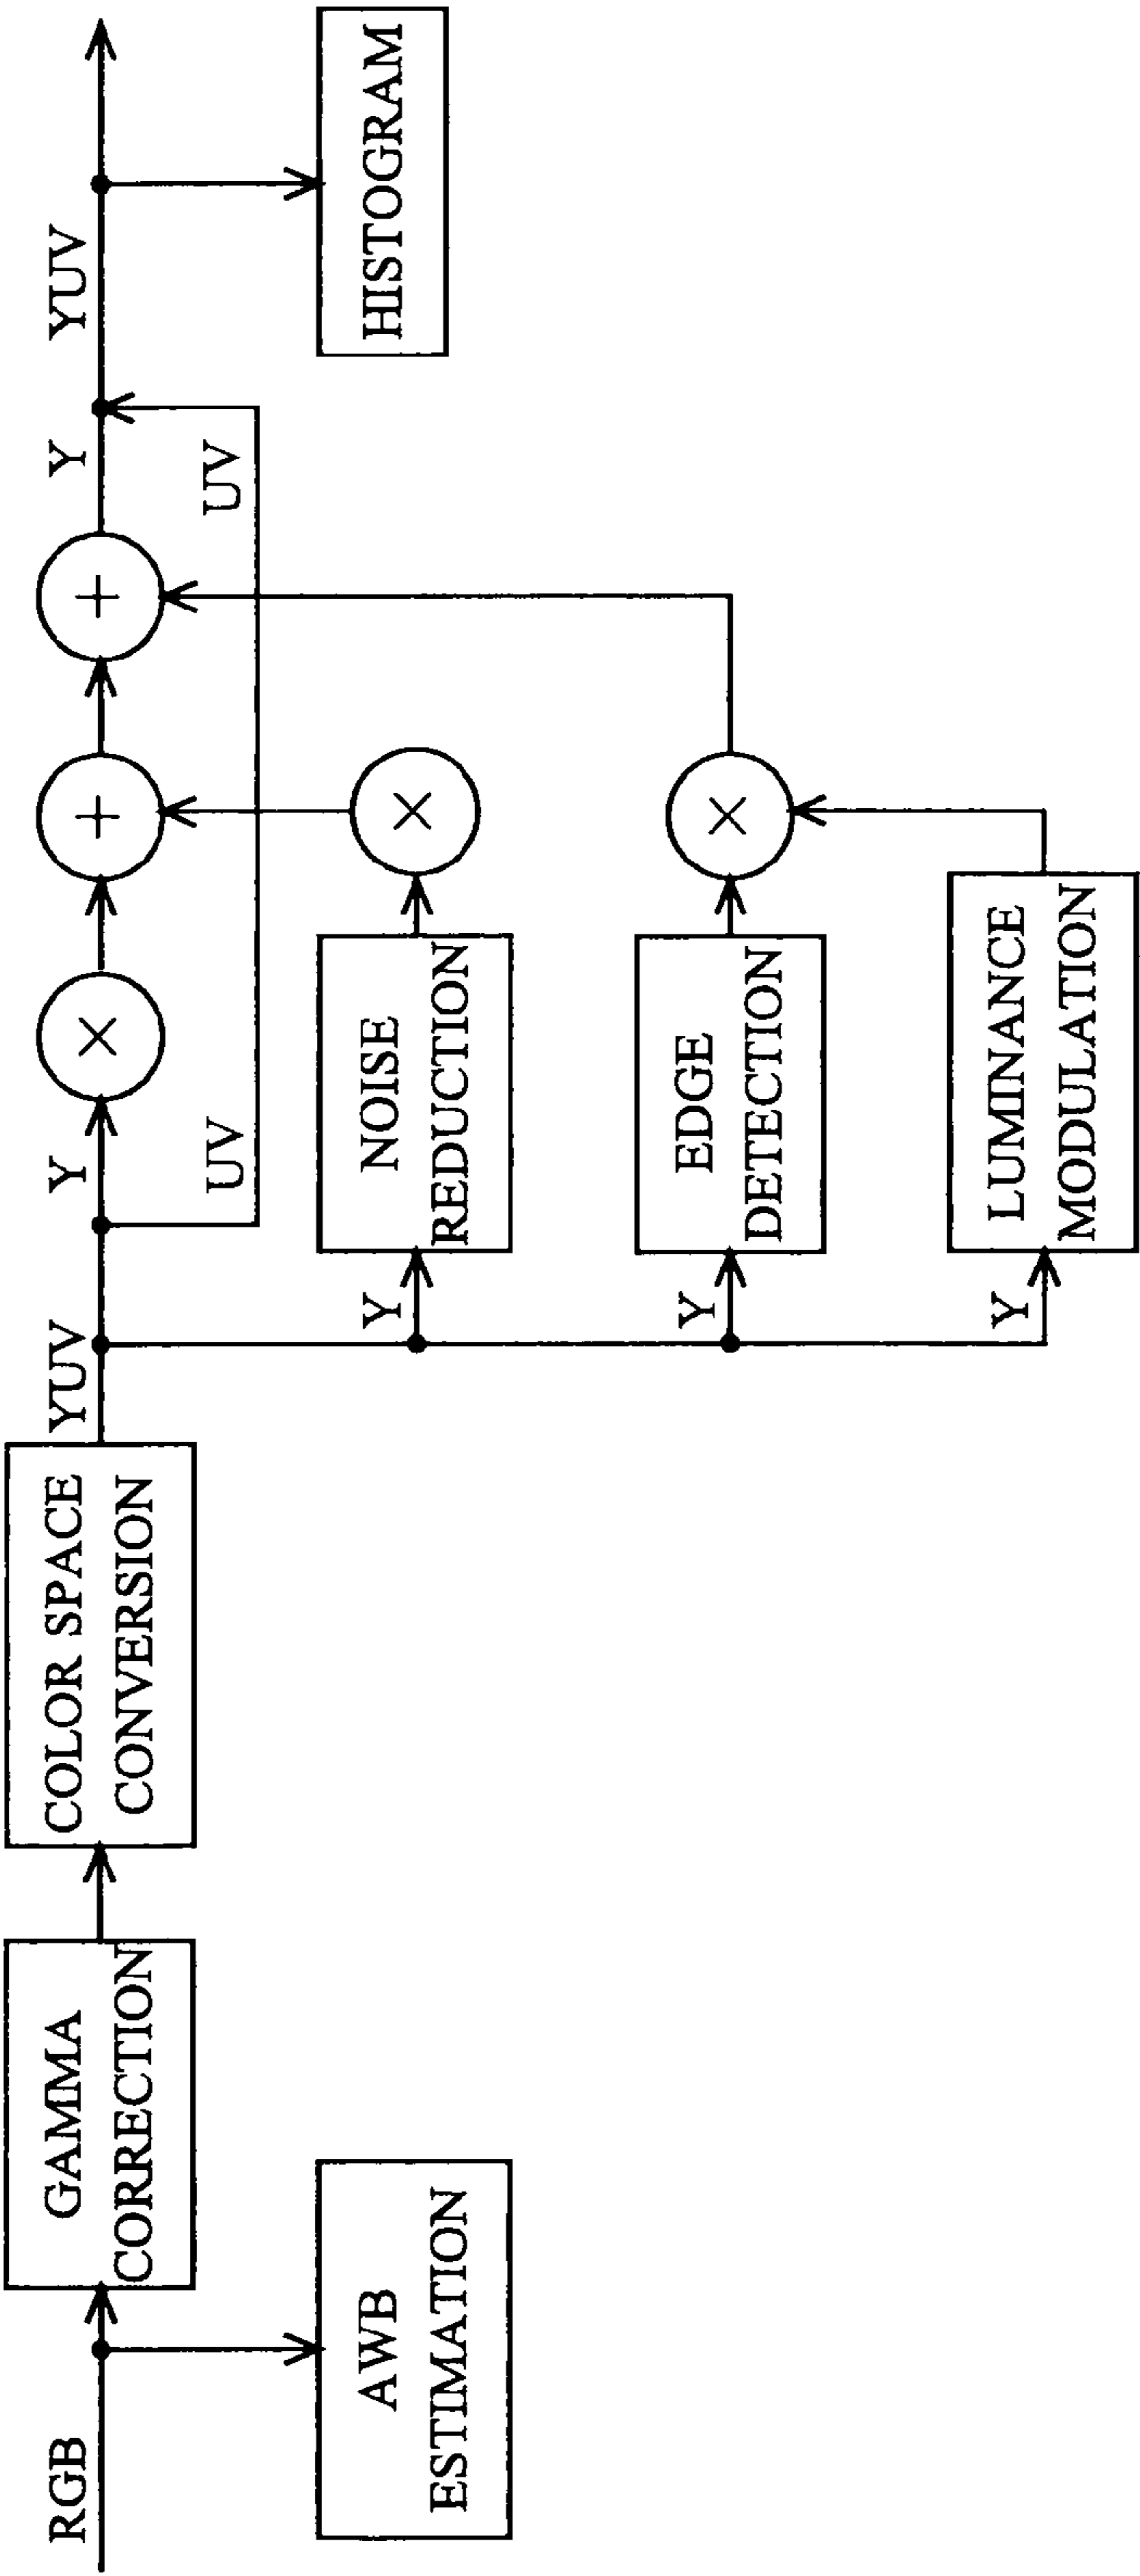 RGB
GAMMA
CORRECTION
AWB
ESTIMATION
COLOR SPACE
CONVERSION
YUV
Y
UV
×
+
+
Y
UV
YUV
HISTOGRAM
Y
NOISE
REDUCTION
×
Y
EDGE
DETECTION
×
Y
LUMINANCE
MODULATION